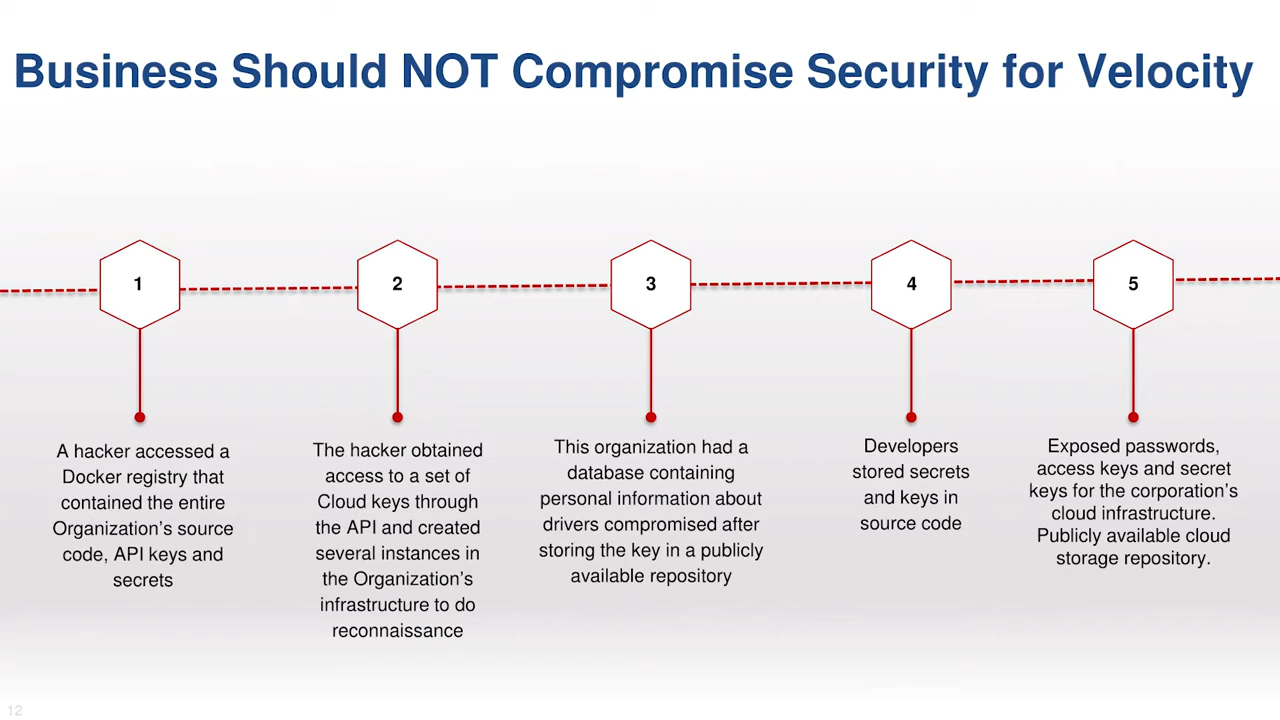 Business Should NOT Compromise Security for Velocity
1
2
3
4
5
A hacker accessed a
Docker registry that
contained the entire
Organization’s source
code, API keys and
secrets
The hacker obtained
access to a set of
Cloud keys through
the API and created
several instances in
the Organization’s
infrastructure to do
reconnaissance
This organization had a
database containing
personal information about
drivers compromised after
storing the key in a publicly
available repository
Developers
stored secrets
and keys in
source code
Exposed passwords,
access keys and secret
keys for the corporation’s
cloud infrastructure.
Publicly available cloud
storage repository.
12